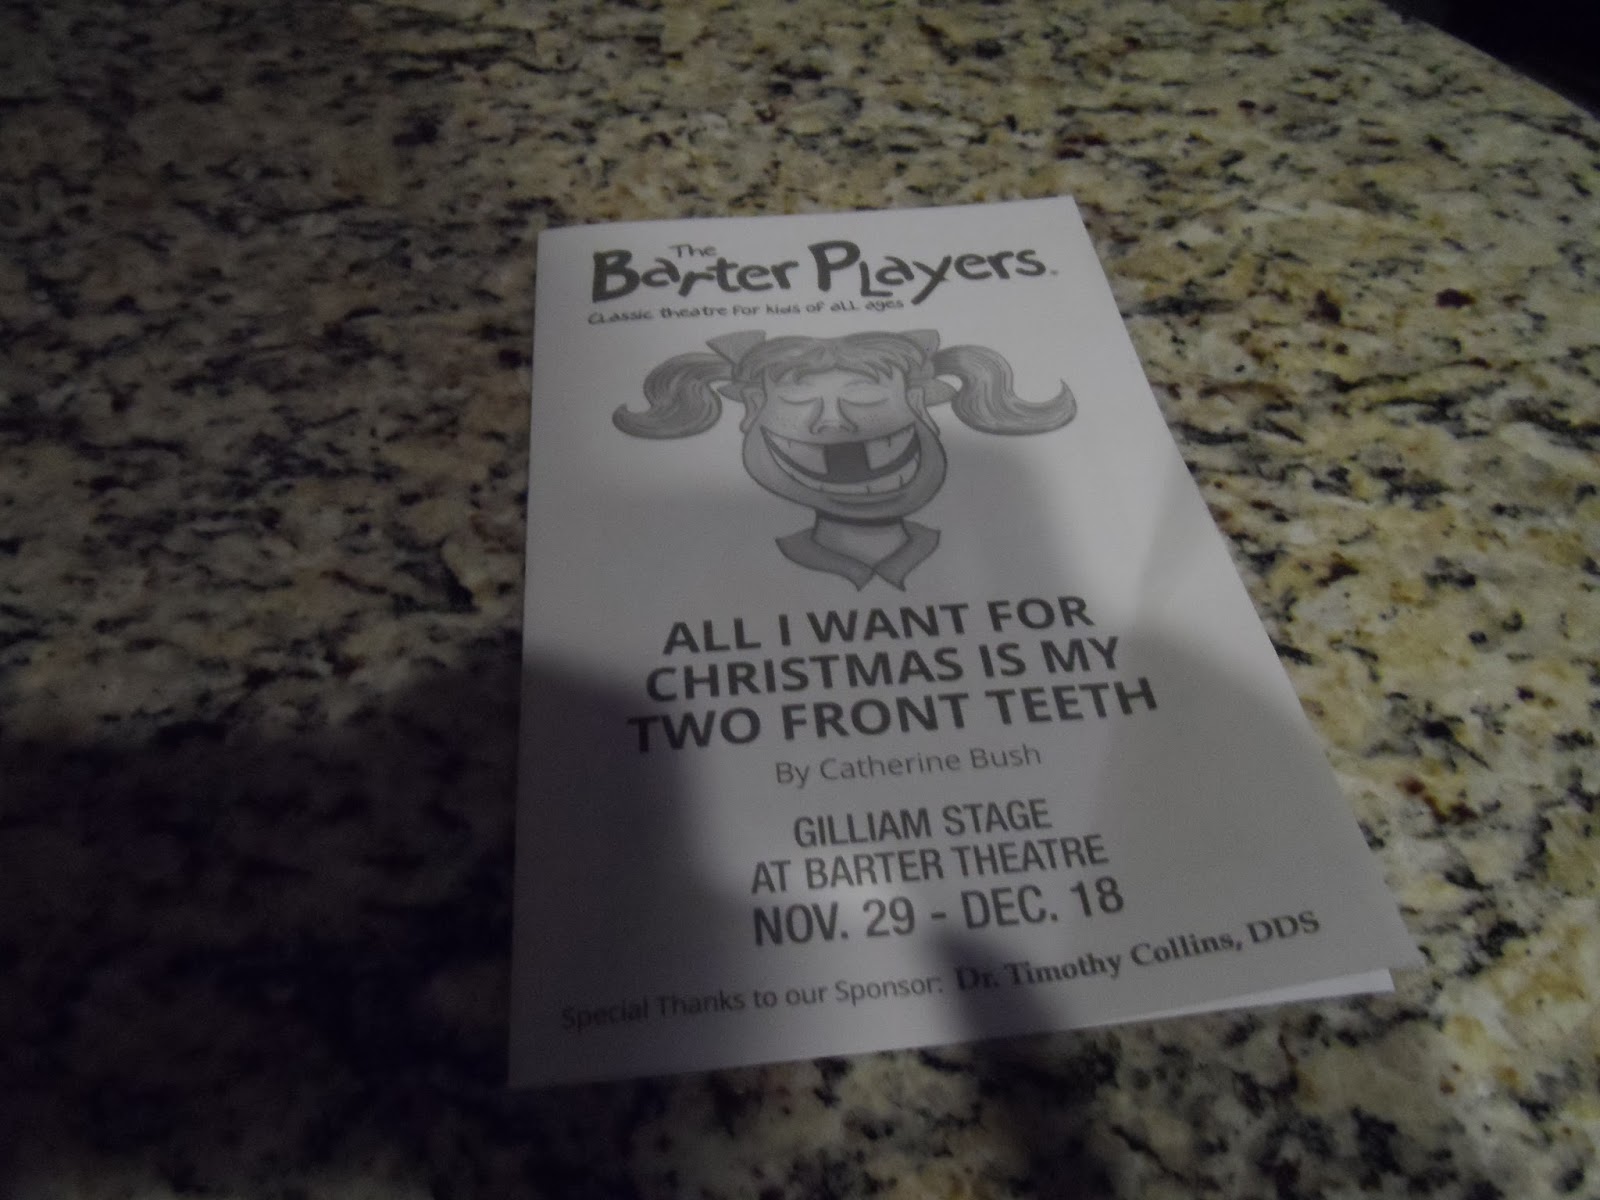 The
Barter Players.
Classic theatre for kids of all ages
ALL I WANT FOR
CHRISTMAS IS MY
TWO FRONT TEETH
By Catherine Bush
GILLIAM STAGE
AT BARTER THEATRE
NOV. 29 - DEC. 18
Special Thanks to our Sponsor: Dr. Timothy Collins, DDS